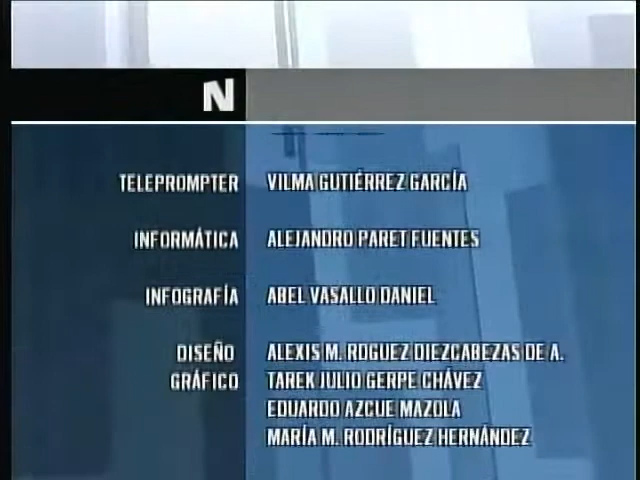 N
TELEPROMPTER VILMA GUTIÉRREZ GARCÍA
INFORMÁTICA ALEJANDRO PARET FUENTES
INFOGRAFÍA ABEL VASALLO DANIEL
DISEÑO ALEXIS M. ROGUEZ DIEZCABEZAS DE A.
GRÁFICO TAREK JULIO GERPE CHÁVEZ
EDUARDO AZCUE MAZOLA
MARÍA M. RODRÍGUEZ HERNÁNDEZ